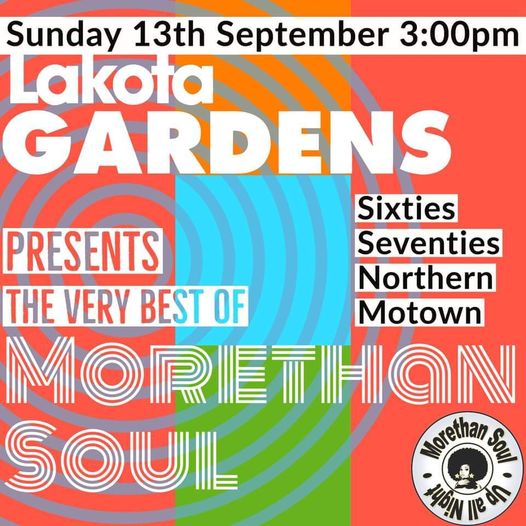 Sunday 13th September 3:00pm
Lakota
GARDENS
PRESENTS
THE VERY BEST OF
Sixties
Seventies
Northern
Motown
MORETHAN
SOUL
Morethan Soul
Up all Night